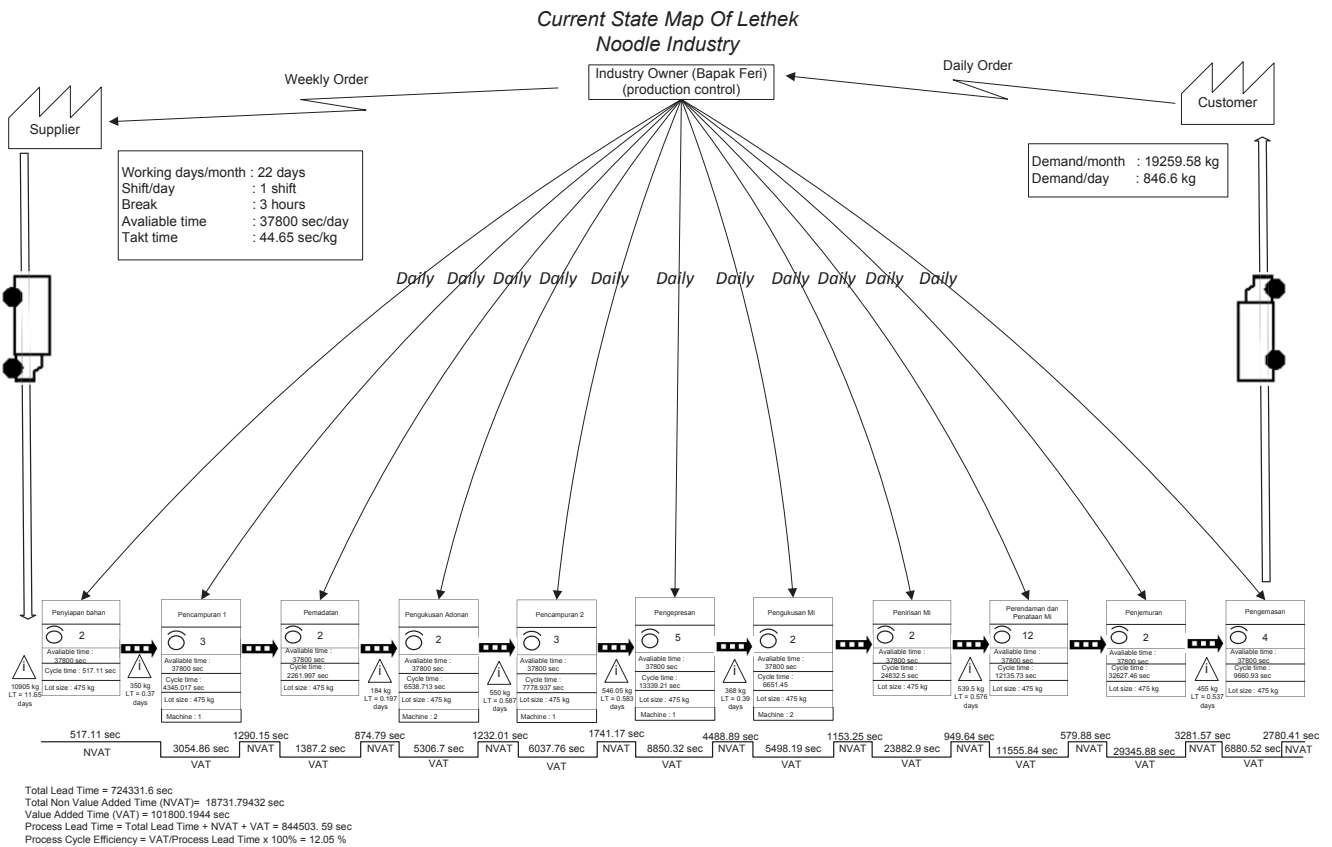 Current State Map Of Lethek
Noodle Industry
Weekly Order
Industry Owner (Bapak Feri)
(production control)
Daily Order
Supplier
Customer
Working days/month : 22 days
Shift/day : 1 shift
Break : 3 hours
Avaliable time : 37800 sec/day
Takt time : 44.65 sec/kg
Demand/month : 19259.58 kg
Demand/day : 846.6 kg
Daily Daily Daily Daily Daily Daily Daily Daily Daily Daily Daily
Penyiapan bahan
2
Avaliable time :
37800 sec
Cycle time : 517.11 sec
Lot size : 475 kg
Pencampuran 1
3
Avaliable time :
37800 sec
Cycle time :
4345.017 sec
Lot size : 475 kg
Machine : 1
Pemadatan
2
Avaliable time :
37800 sec
Cycle time :
2261.997 sec
Lot size : 475 kg
Pengukusan Adonan
2
Avaliable time :
37800 sec
Cycle time :
6538.713 sec
Lot size : 475 kg
Machine : 2
Pencampuran 2
3
Avaliable time :
37800 sec
Cycle time :
7778.937 sec
Lot size : 475 kg
Machine : 1
Pengepresan
5
Avaliable time :
37800 sec
Cycle time :
13339.21 sec
Lot size : 475 kg
Machine : 1
Pengukusan Mi
2
Avaliable time :
37800 sec
Cycle time :
6651.45
Lot size : 475 kg
Machine : 2
Penirisan Mi
2
Avaliable time :
37800 sec
Cycle time :
24832.5 sec
Lot size : 475 kg
Perendaman dan
Penataan Mi
12
Avaliable time :
37800 sec
Cycle time :
12135.73 sec
Lot size : 475 kg
Penjemuran
2
Avaliable time :
37800 sec
Cycle time :
32627.46 sec
Lot size : 475 kg
Pengemasan
4
Avaliable time :
37800 sec
Cycle time :
9660.93 sec
Lot size : 475 kg
i
10905 kg
LT = 11.65
days
i
350 kg
LT = 0.37
days
i
184 kg
LT = 0.197
days
i
550 kg
LT = 0.587
days
i
546.05 kg
LT = 0.583
days
i
368 kg
LT = 0.39
days
i
539.5 kg
LT = 0.576
days
i
455 kg
LT = 0.537
days
517.11 sec 1290.15 sec 874.79 sec 1232.01 sec 1741.17 sec 4488.89 sec 1153.25 sec 949.64 sec 579.88 sec 3281.57 sec 2780.41 sec
NVAT NVAT NVAT NVAT NVAT NVAT NVAT NVAT NVAT NVAT NVAT
3054.86 sec 1387.2 sec 5306.7 sec 6037.76 sec 8850.32 sec 5498.19 sec 23882.9 sec 11555.84 sec 29345.88 sec 6880.52 sec
VAT VAT VAT VAT VAT VAT VAT VAT VAT VAT
Total Lead Time = 724331.6 sec
Total Non Value Added Time (NVAT)= 18731.79432 sec
Value Added Time (VAT) = 101800.1944 sec
Process Lead Time = Total Lead Time + NVAT + VAT = 844503. 59 sec
Process Cycle Efficiency = VAT/Process Lead Time x 100% = 12.05 %